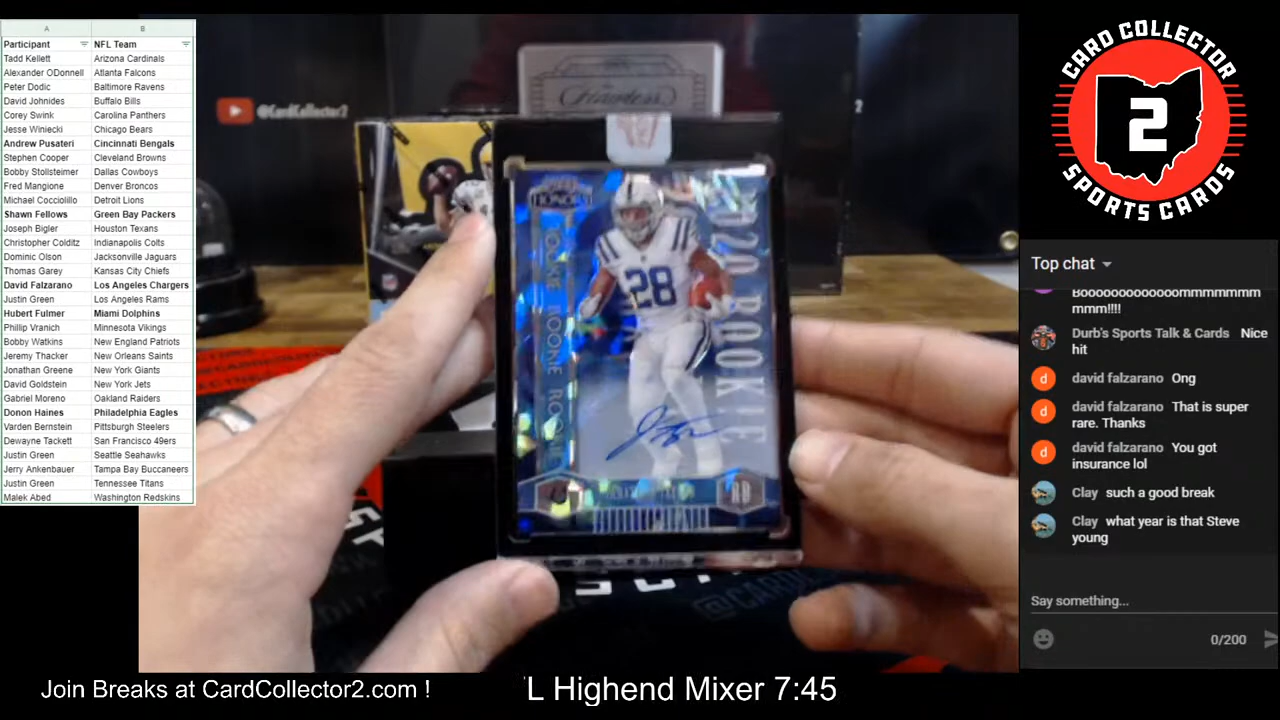 A B
Participant NFL Team
Tadd Kellett Arizona Cardinals
Alexander ODonnell Atlanta Falcons
Peter Dodic Baltimore Ravens
David Johnides Buffalo Bills
Corey Swink Carolina Panthers
Jesse Winiecki Chicago Bears
Andrew Pusateri Cincinnati Bengals
Stephen Cooper Cleveland Browns
Bobby Stollsteimer Dallas Cowboys
Fred Mangione Denver Broncos
Michael Cocciolillo Detroit Lions
Shawn Fellows Green Bay Packers
Joseph Bigler Houston Texans
Christopher Colditz Indianapolis Colts
Dominic Olson Jacksonville Jaguars
Thomas Garey Kansas City Chiefs
David Falzarano Los Angeles Chargers
Justin Green Los Angeles Rams
Hubert Fulmer Miami Dolphins
Phillip Vranich Minnesota Vikings
Bobby Watkins New England Patriots
Jeremy Thacker New Orleans Saints
Jonathan Greene New York Giants
David Goldstein New York Jets
Gabriel Moreno Oakland Raiders
Donon Haines Philadelphia Eagles
Varden Bernstein Pittsburgh Steelers
Dewayne Tackett San Francisco 49ers
Justin Green Seattle Seahawks
Jerry Ankenbauer Tampa Bay Buccaneers
Justin Green Tennessee Titans
Malek Abed Washington Redskins
@CardCollector2
Flawless
HONORS
ROOKIE ROOKIE ROOKIE
2020 ROOKIE
28
RB
NFL
CARD COLLECTOR
2
SPORTS CARDS
Top chat
Booooooooooooommmmmmm
mmm!!!!
Durb's Sports Talk & Cards Nice
hit
david falzarano Ong
david falzarano That is super
rare. Thanks
david falzarano You got
insurance lol
Clay such a good break
Clay what year is that Steve
young
Say something...
0/200
Join Breaks at CardCollector2.com !
L Highend Mixer 7:45